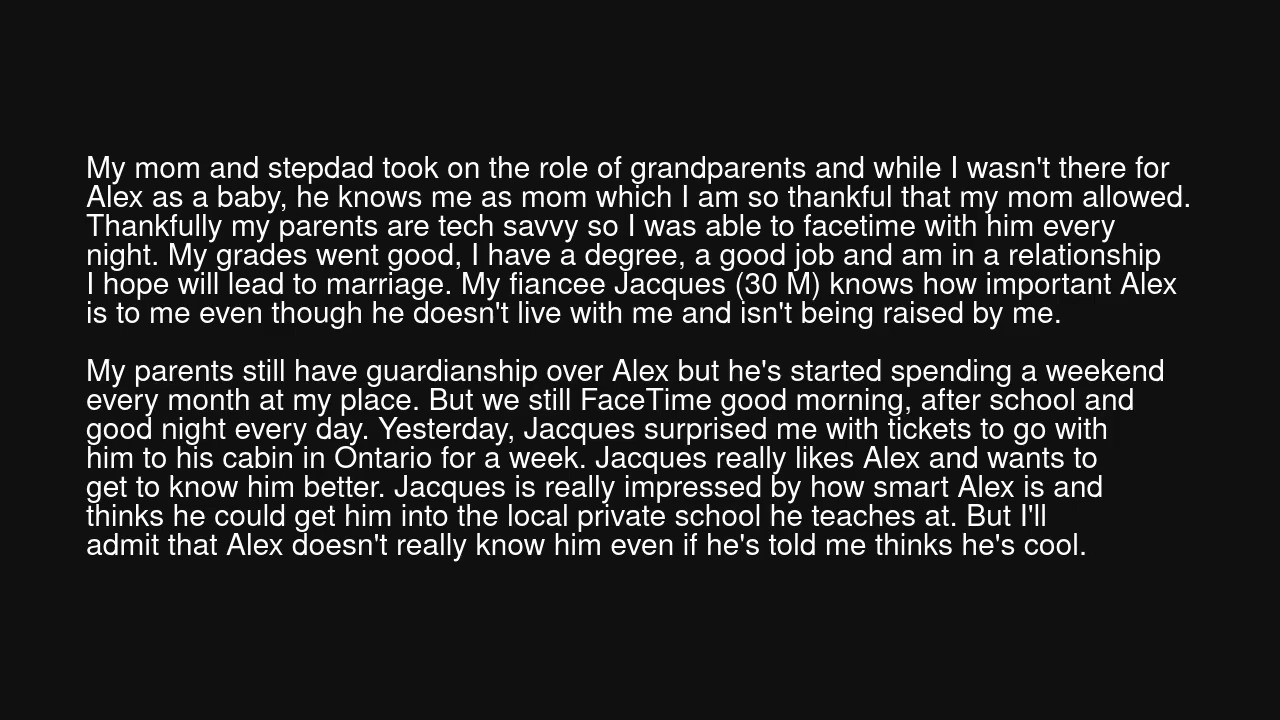 My mom and stepdad took on the role of grandparents and while I wasn't there for
Alex as a baby, he knows me as mom which I am so thankful that my mom allowed.
Thankfully my parents are tech savvy so I was able to facetime with him every
night. My grades went good, I have a degree, a good job and am in a relationship
I hope will lead to marriage. My fiancee Jacques (30 M) knows how important Alex
is to me even though he doesn't live with me and isn't being raised by me.
My parents still have guardianship over Alex but he's started spending a weekend
every month at my place. But we still FaceTime good morning, after school and
good night every day. Yesterday, Jacques surprised me with tickets to go with
him to his cabin in Ontario for a week. Jacques really likes Alex and wants to
get to know him better. Jacques is really impressed by how smart Alex is and
thinks he could get him into the local private school he teaches at. But I'll
admit that Alex doesn't really know him even if he's told me thinks he's cool.